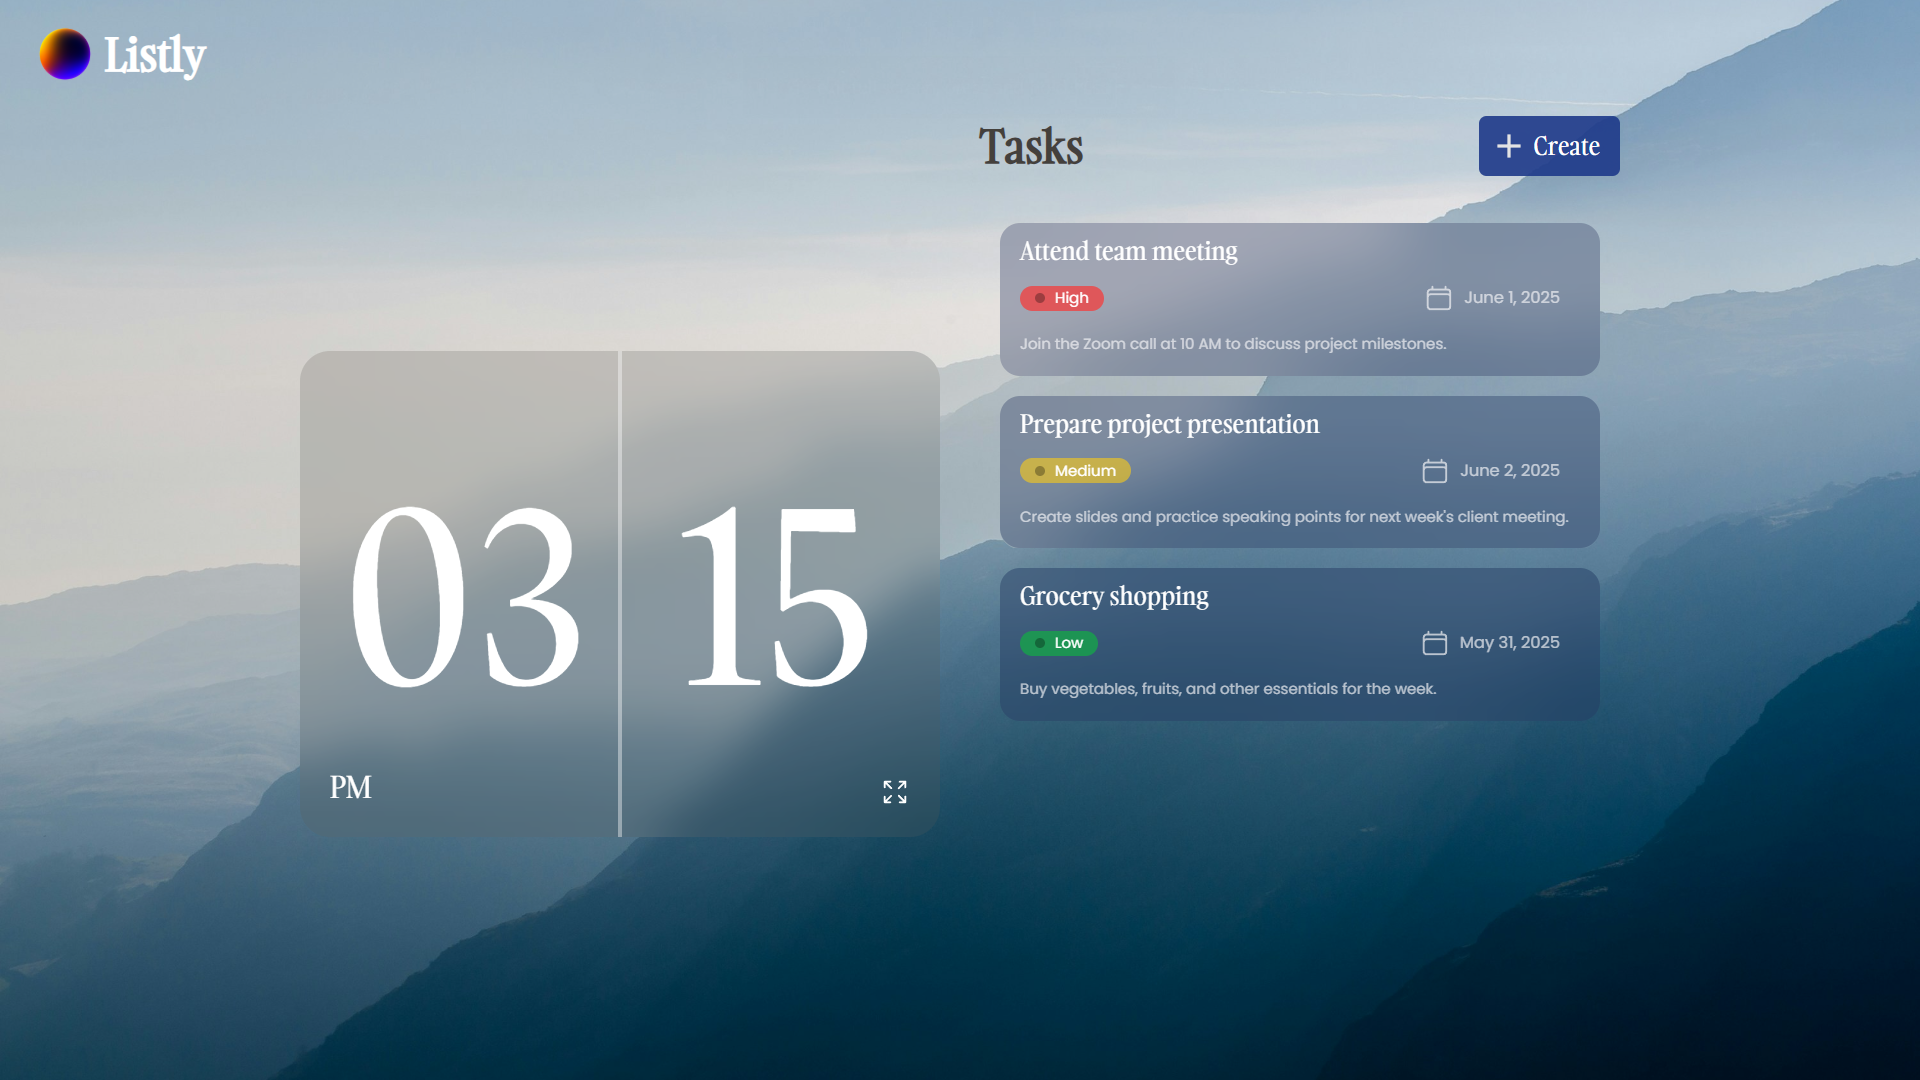 Listly
Tasks
Create
Attend team meeting
High
June 1, 2025
Join the Zoom call at 10 AM to discuss project milestones.
Prepare project presentation
Medium
June 2, 2025
Create slides and practice speaking points for next week's client meeting.
Grocery shopping
Low
May 31, 2025
Buy vegetables, fruits, and other essentials for the week.
03 15
PM